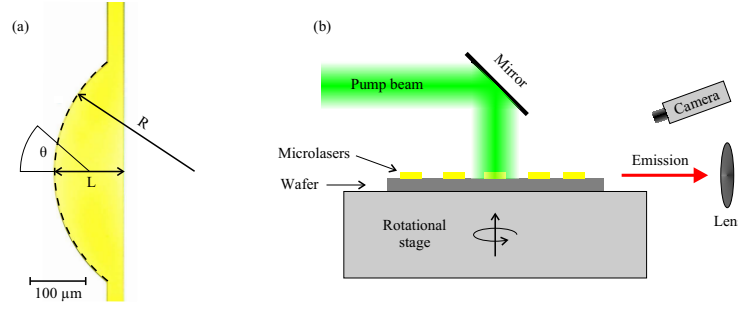 (a)
R
θ
L
100 µm
(b)
Pump beam
Mirror
Camera
Microlasers
Emission
Wafer
Rotational
stage
Len